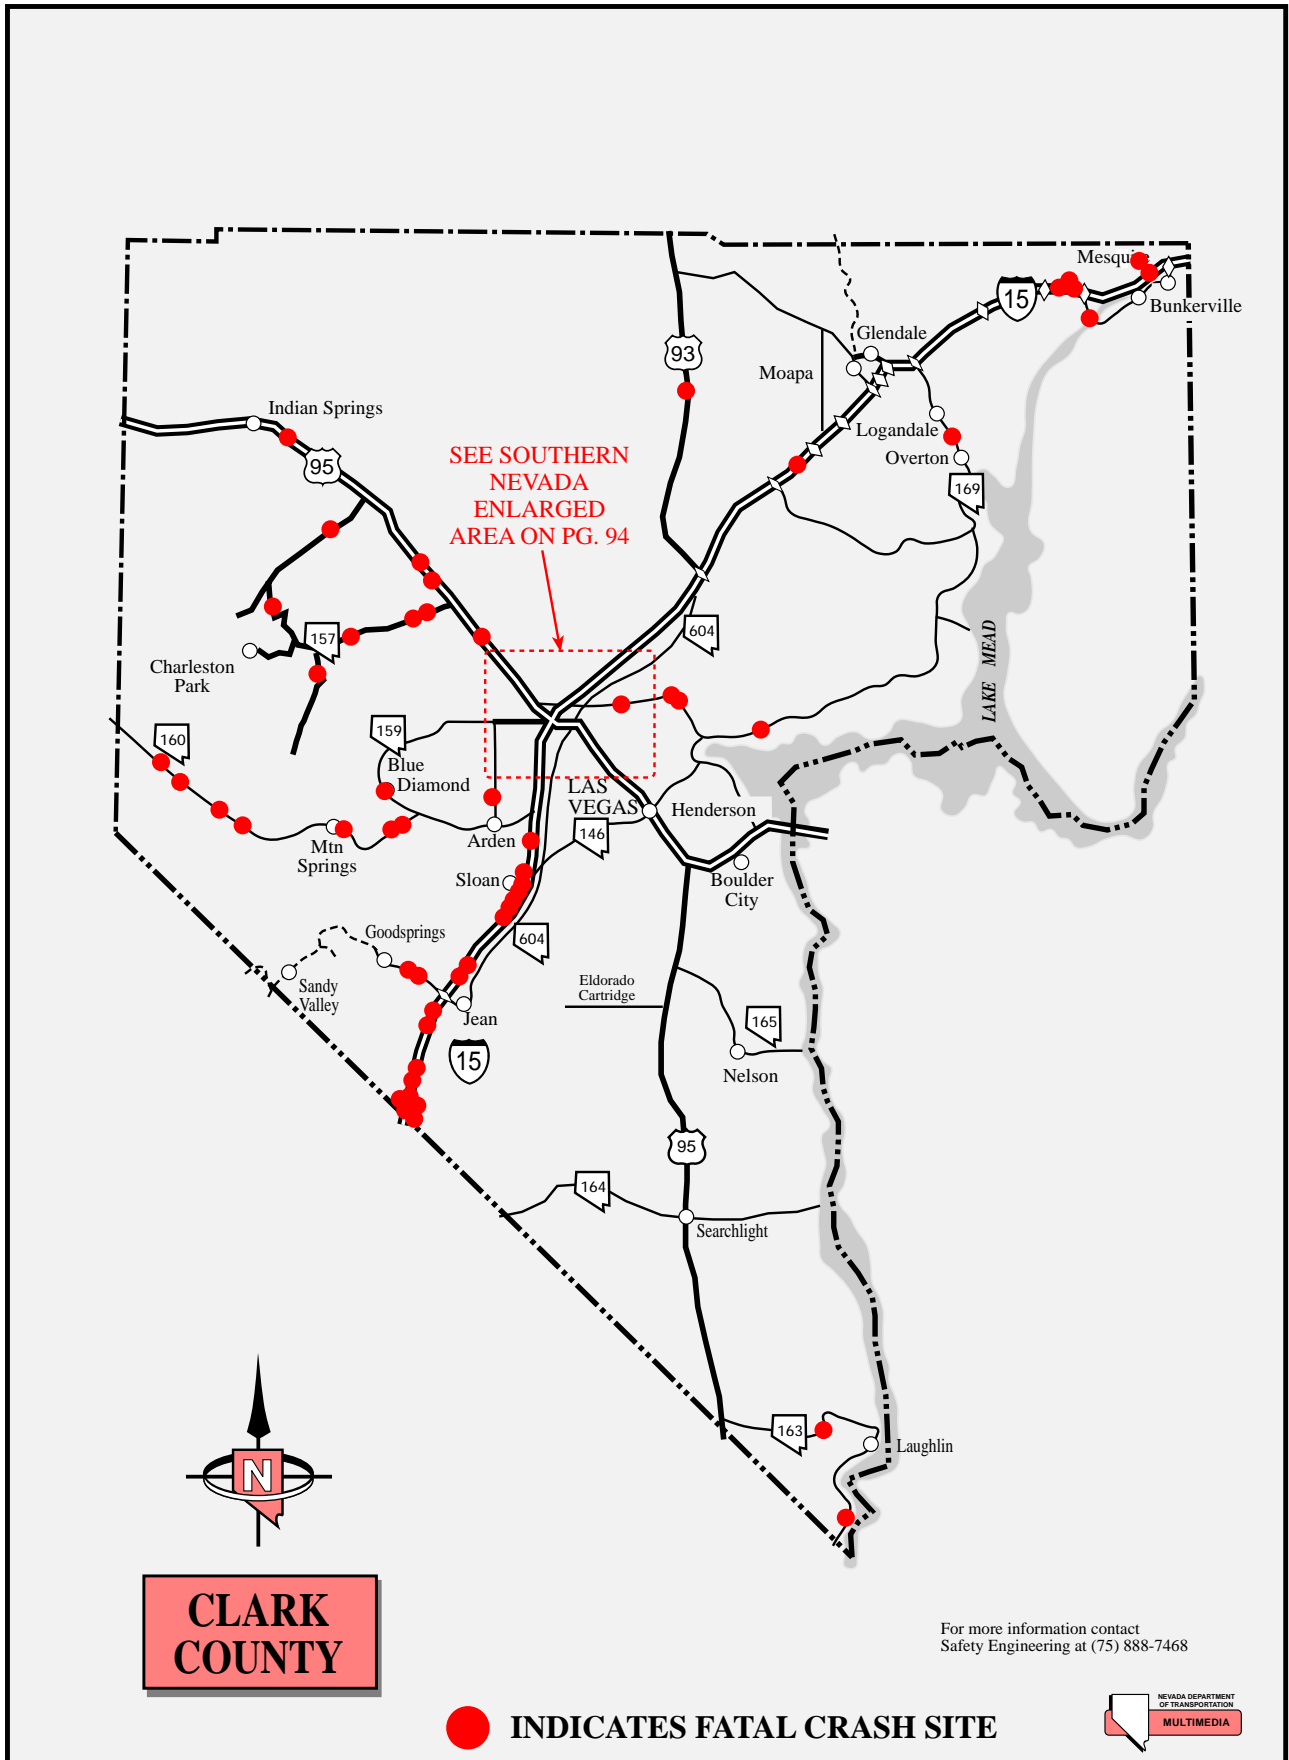 Mesquite
15
Bunkerville
Glendale
93
Moapa
Indian Springs
Logandale
SEE SOUTHERN
NEVADA
ENLARGED
AREA ON PG. 94
95
Overton
169
157
604
LAKE MEAD
Charleston
Park
160
159
Blue
Diamond
LAS
VEGAS
Henderson
146
Arden
Mtn
Springs
Sloan
Boulder
City
Goodsprings
604
Sandy
Valley
Eldorado
Cartridge
Jean
165
15
Nelson
95
164
Searchlight
163
Laughlin
N
CLARK
COUNTY
For more information contact
Safety Engineering at (75) 888-7468
INDICATES FATAL CRASH SITE
NEVADA DEPARTMENT
OF TRANSPORTATION
MULTIMEDIA